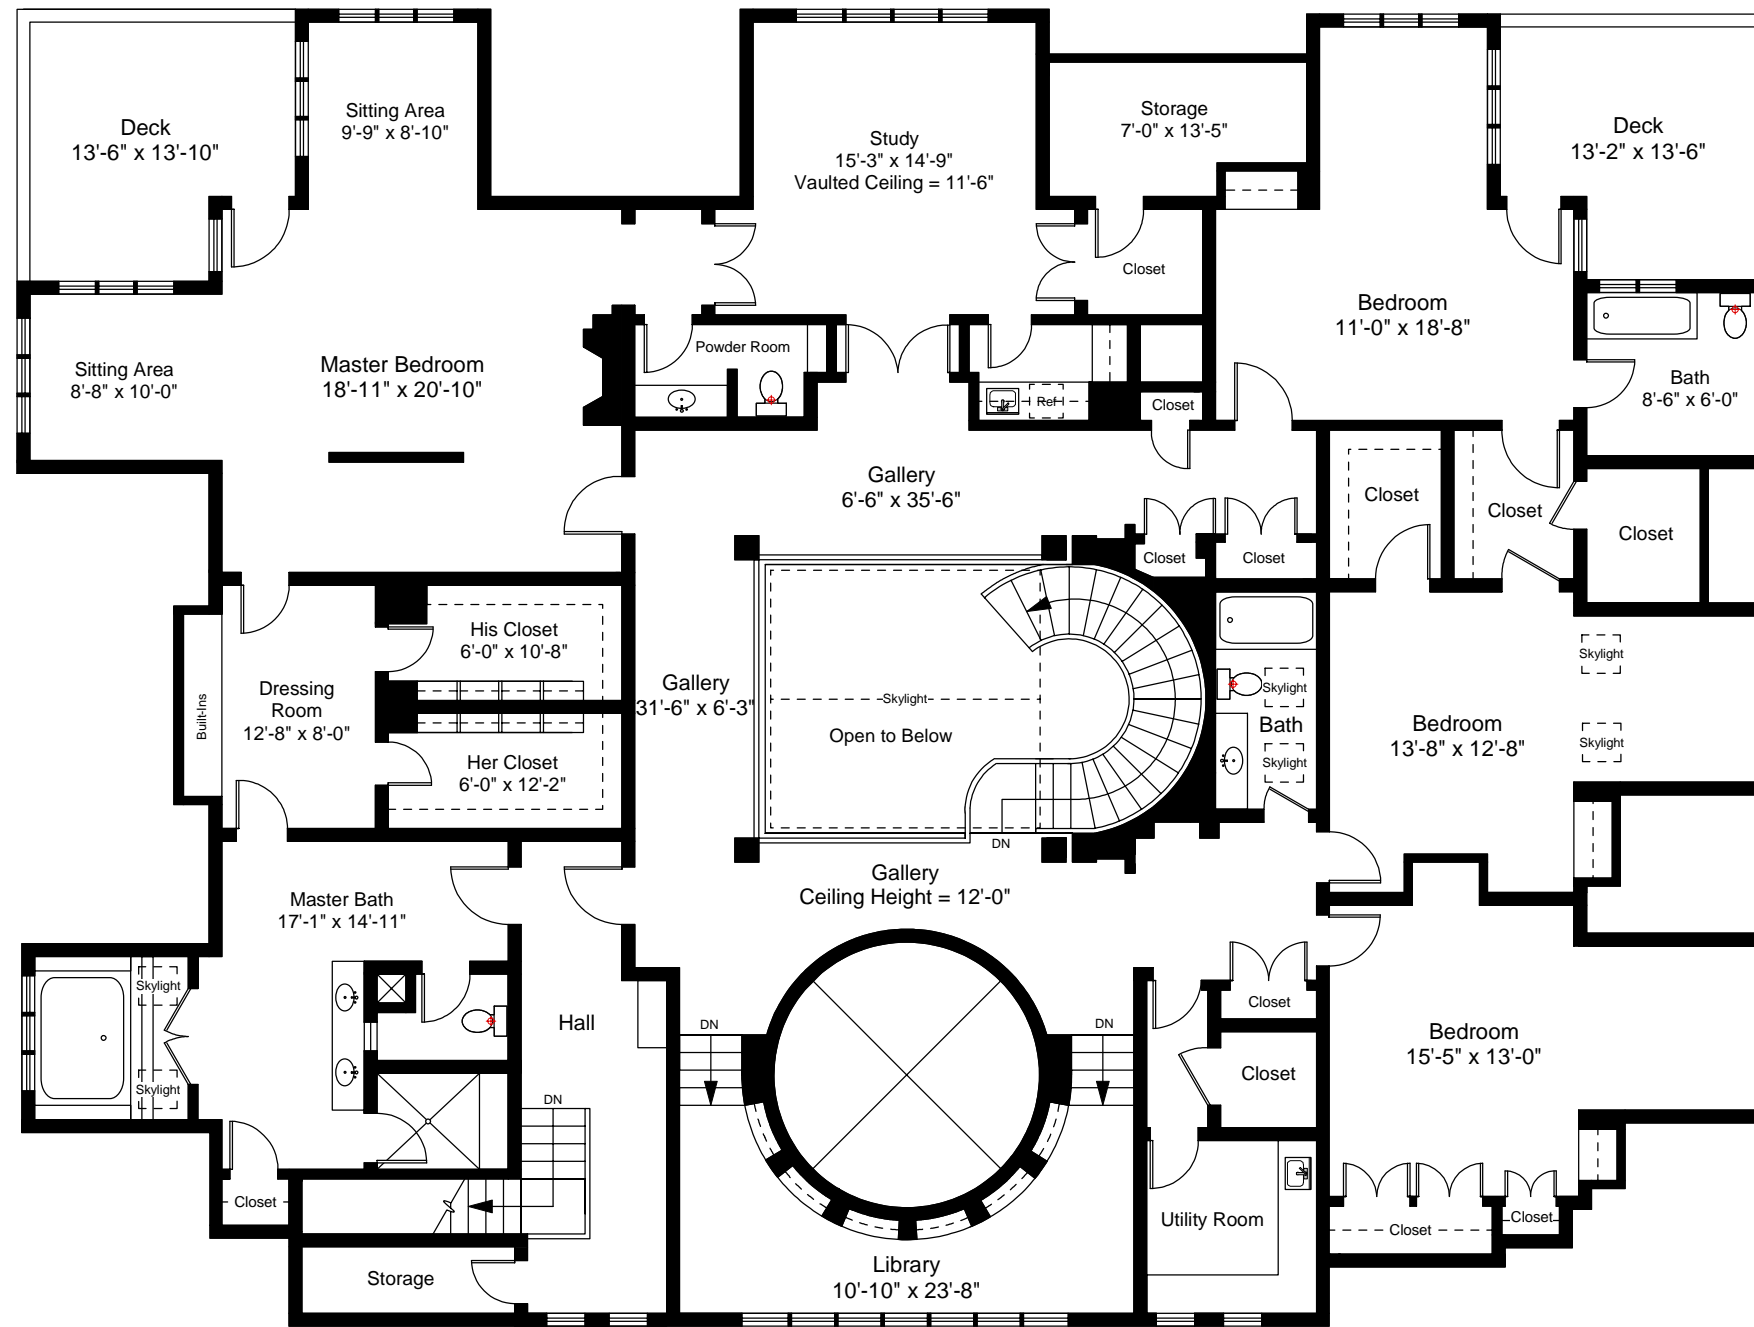 Deck
13'-6" x 13'-10"
Sitting Area
9'-9" x 8'-10"
Study
15'-3" x 14'-9"
Vaulted Ceiling = 11'-6"
Storage
7'-0" x 13'-5"
Deck
13'-2" x 13'-6"
Closet
Bedroom
11'-0" x 18'-8"
Sitting Area
8'-8" x 10'-0"
Master Bedroom
18'-11" x 20'-10"
Powder Room
Ref
Closet
Bath
8'-6" x 6'-0"
Gallery
6'-6" x 35'-6"
Closet
Closet
Closet
Closet
Closet
His Closet
6'-0" x 10'-8"
Built-Ins
Dressing
Room
12'-8" x 8'-0"
Her Closet
6'-0" x 12'-2"
Gallery
31'-6" x 6'-3"
Skylight
Open to Below
DN
Skylight
Bath
Skylight
Bedroom
13'-8" x 12'-8"
Skylight
Skylight
Gallery
Ceiling Height = 12'-0"
Master Bath
17'-1" x 14'-11"
Skylight
Skylight
Hall
DN
DN
DN
Closet
Closet
Bedroom
15'-5" x 13'-0"
Closet
Storage
Library
10'-10" x 23'-8"
Utility Room
Closet
Closet